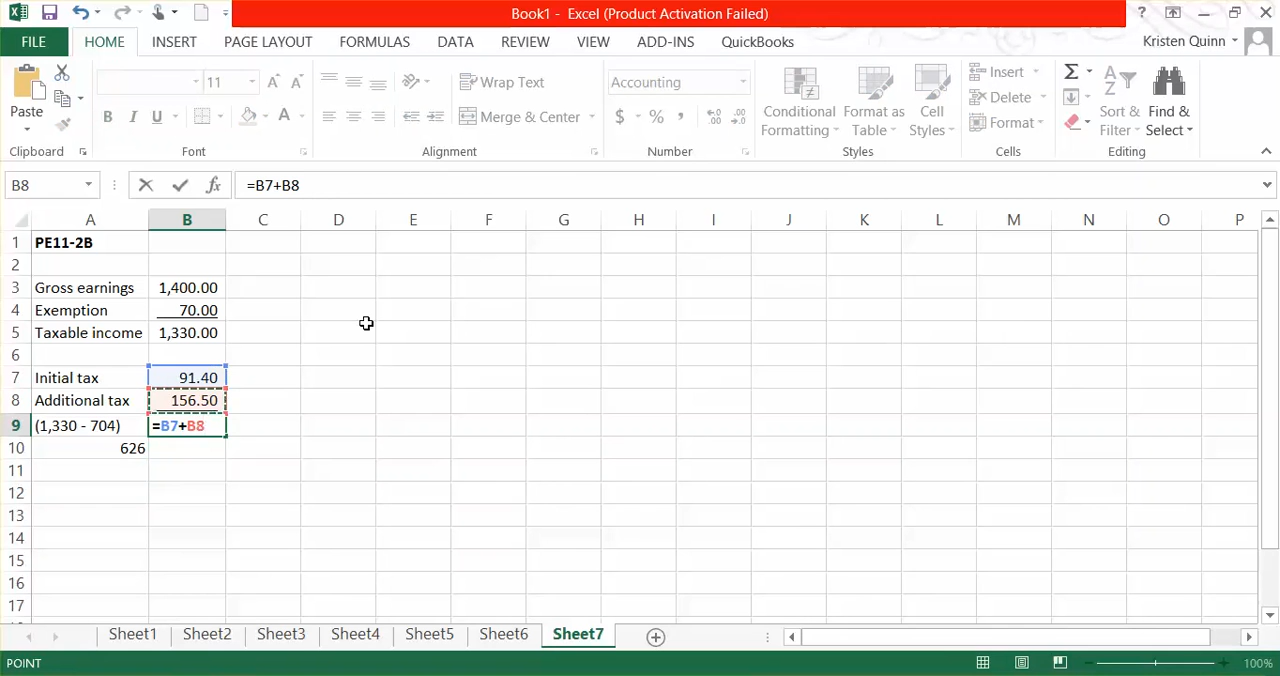 Book1 - Excel (Product Activation Failed)
FILE HOME INSERT PAGE LAYOUT FORMULAS DATA REVIEW VIEW ADD-INS QuickBooks Kristen Quinn
11 Wrap Text Accounting Insert
Paste Conditional Format as Cell Delete Sort & Find &
B I U A Merge & Center $ % , Formatting Table Styles Format Filter Select
Clipboard Font Alignment Number Styles Cells Editing
B8 fx =B7+B8
A B C D E F G H I J K L M N O P
1 PE11-2B
2
3 Gross earnings 1,400.00
4 Exemption 70.00
5 Taxable income 1,330.00
6
7 Initial tax 91.40
8 Additional tax 156.50
9 (1,330 - 704) =B7+B8
10 626
11
12
13
14
15
16
17
Sheet1 Sheet2 Sheet3 Sheet4 Sheet5 Sheet6 Sheet7
POINT 100%